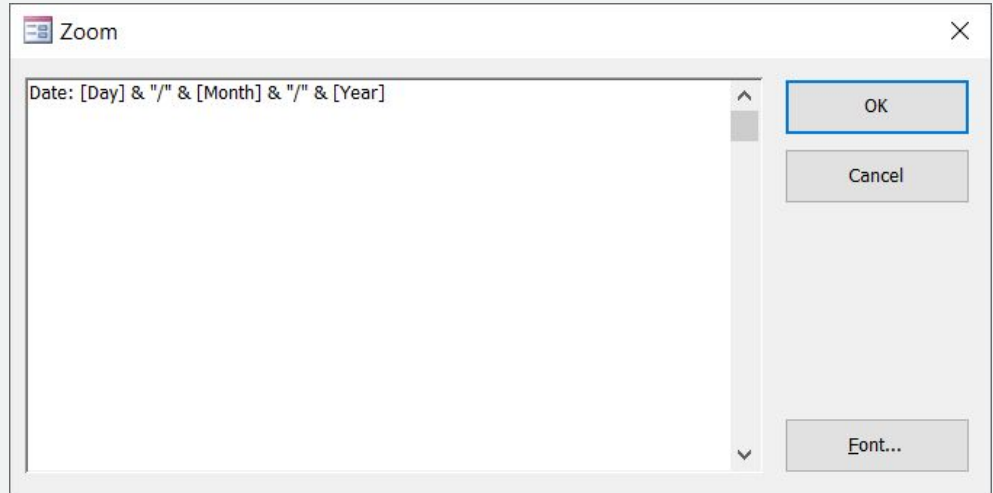 Zoom
Date: [Day] & "/" & [Month] & "/" & [Year]
OK
Cancel
Font...